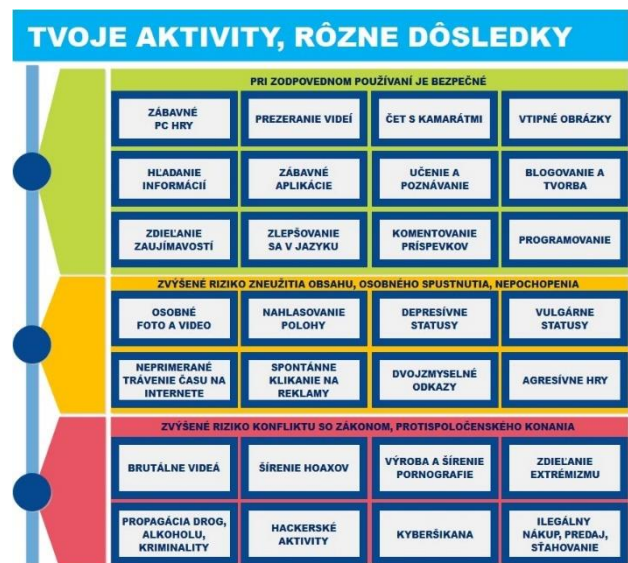 TVOJE AKTIVITY, RÔZNE DÔSLEDKY
PRI ZODPOVEDNOM POUŽÍVANÍ JE BEZPEČNÉ
ZÁBAVNÉ
PC HRY
PREZERANIE VIDEÍ
ČET S KAMARÁTMI
VTIPNÉ OBRÁZKY
HĽADANIE
INFORMÁCIÍ
ZÁBAVNÉ
APLIKÁCIE
UČENIE A
POZNÁVANIE
BLOGOVANIE A
TVORBA
ZDIEĽANIE
ZAUJÍMAVOSTÍ
ZLEPŠOVANIE
SA V JAZYKU
KOMENTOVANIE
PRÍSPEVKOV
PROGRAMOVANIE
ZVÝŠENÉ RIZIKO ZNEUŽITIA OBSAHU, OSOBNÉHO SPUSTNUTIA, NEPOCHOPENIA
OSOBNÉ
FOTO A VIDEO
NAHLASOVANIE
POLOHY
DEPRESÍVNE
STATUSY
VULGÁRNE
STATUSY
NEPRIMERANÉ
TRÁVENIE ČASU NA
INTERNETE
SPONTÁNNE
KLIKANIE NA
REKLAMY
DVOJZMYSELNÉ
ODKAZY
AGRESÍVNE HRY
ZVÝŠENÉ RIZIKO KONFLIKTU SO ZÁKONOM, PROTISPOLOČENSKÉHO KONANIA
BRUTÁLNE VIDEÁ
ŠÍRENIE HOAXOV
VÝROBA A ŠÍRENIE
PORNOGRAFIE
ZDIEĽANIE
EXTRÉMIZMU
PROPAGÁCIA DROG,
ALKOHOLU,
KRIMINALITY
HACKERSKÉ
AKTIVITY
KYBERŠIKANA
ILEGÁLNY
NÁKUP, PREDAJ,
SŤAHOVANIE